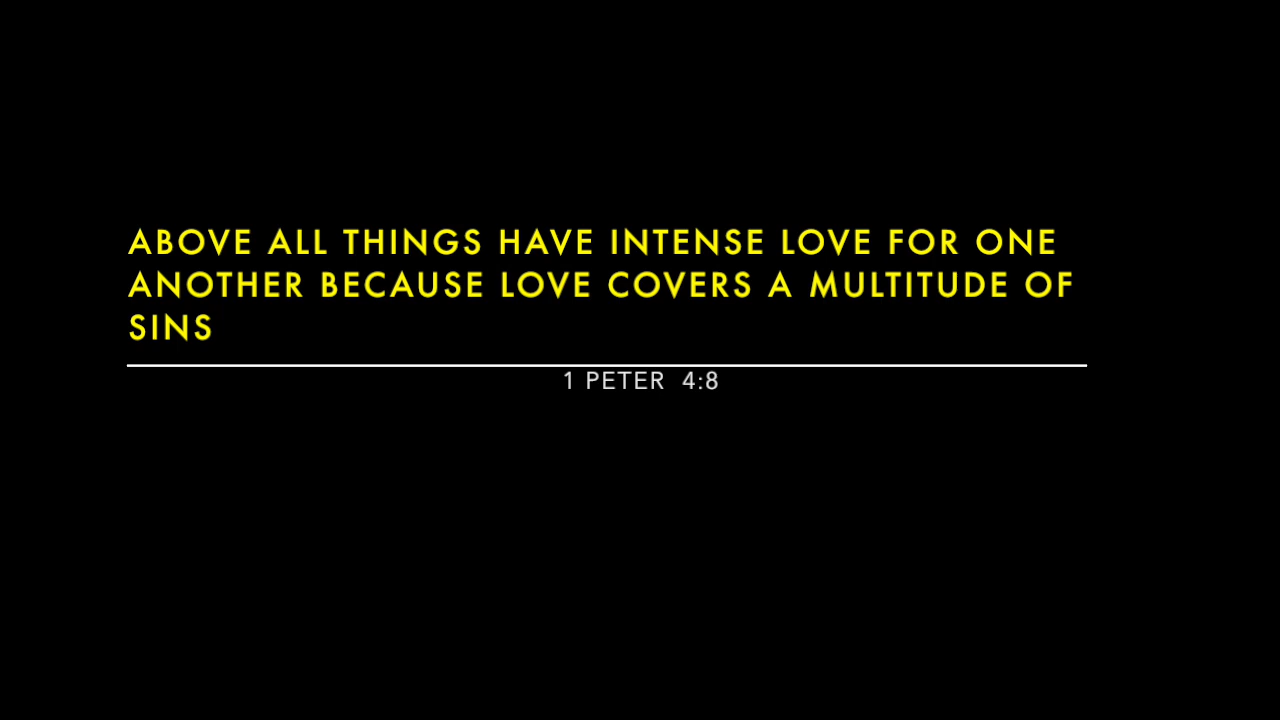 ABOVE ALL THINGS HAVE INTENSE LOVE FOR ONE
ANOTHER BECAUSE LOVE COVERS A MULTITUDE OF
SINS
1 PETER 4:8